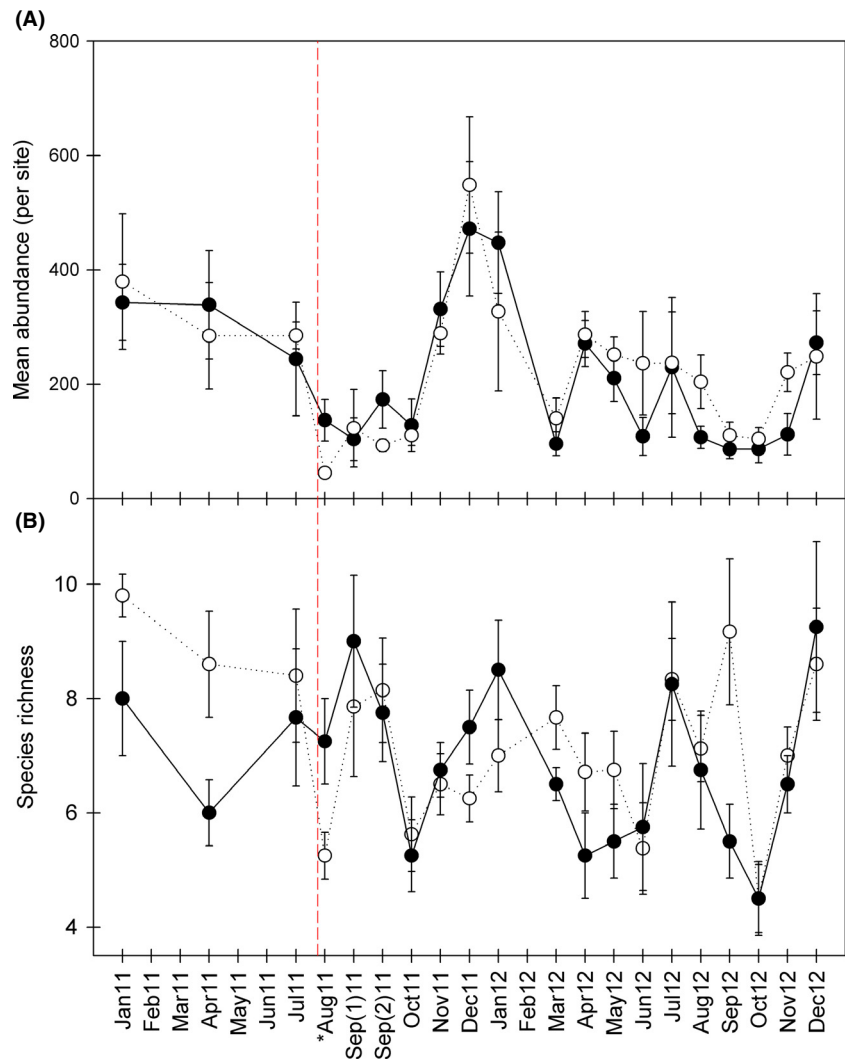 (A)
800
600
400
200
0
Mean abundance (per site)
(B)
10
8
6
4
Species richness
Jan11
Feb11
Mar11
Apr11
May11
Jun11
Jul11
*Aug11
Sep(1)11
Sep(2)11
Oct11
Nov11
Dec11
Jan12
Feb12
Mar12
Apr12
May12
Jun12
Jul12
Aug12
Sep12
Oct12
Nov12
Dec12